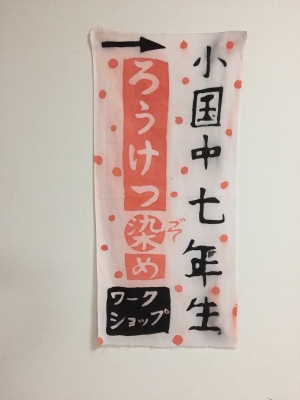 小国中七年生
ろうけつ染め
ぞ
ワーク
ショップ